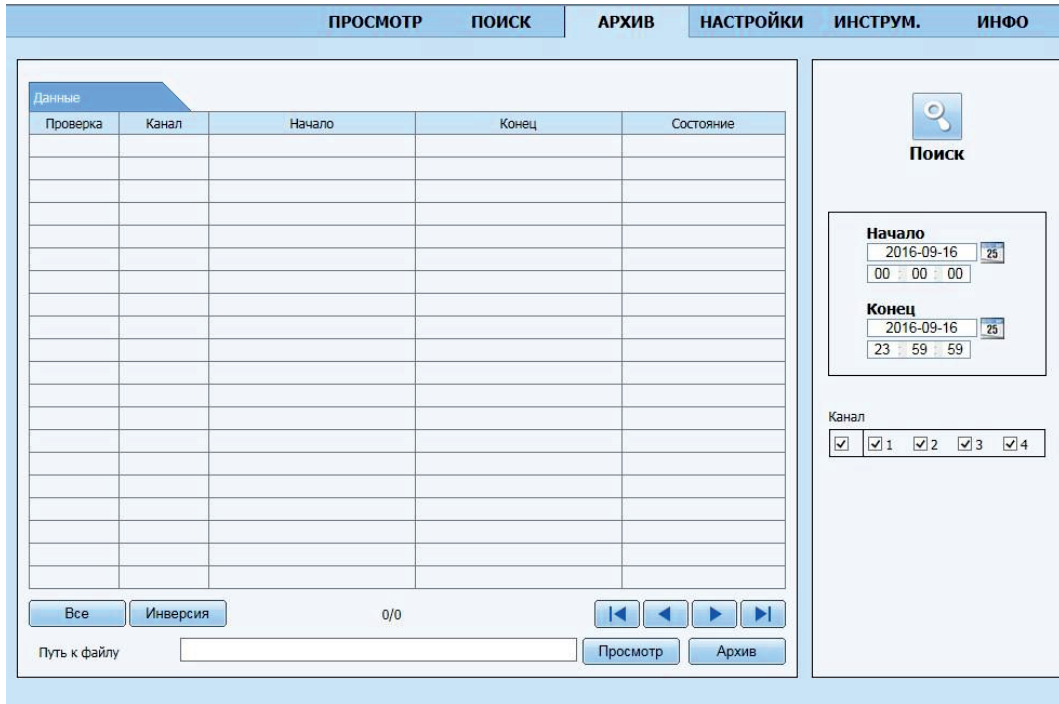 ПРОСМОТР ПОИСК АРХИВ НАСТРОЙКИ ИНСТРУМ. ИНФО
Данные
Проверка Канал Начало Конец Состояние
Все Инверсия 0/0
Путь к файлу Просмотр Архив
Поиск
Начало
2016-09-16 25
00 : 00 : 00
Конец
2016-09-16 25
23 : 59 : 59
Канал
1 2 3 4